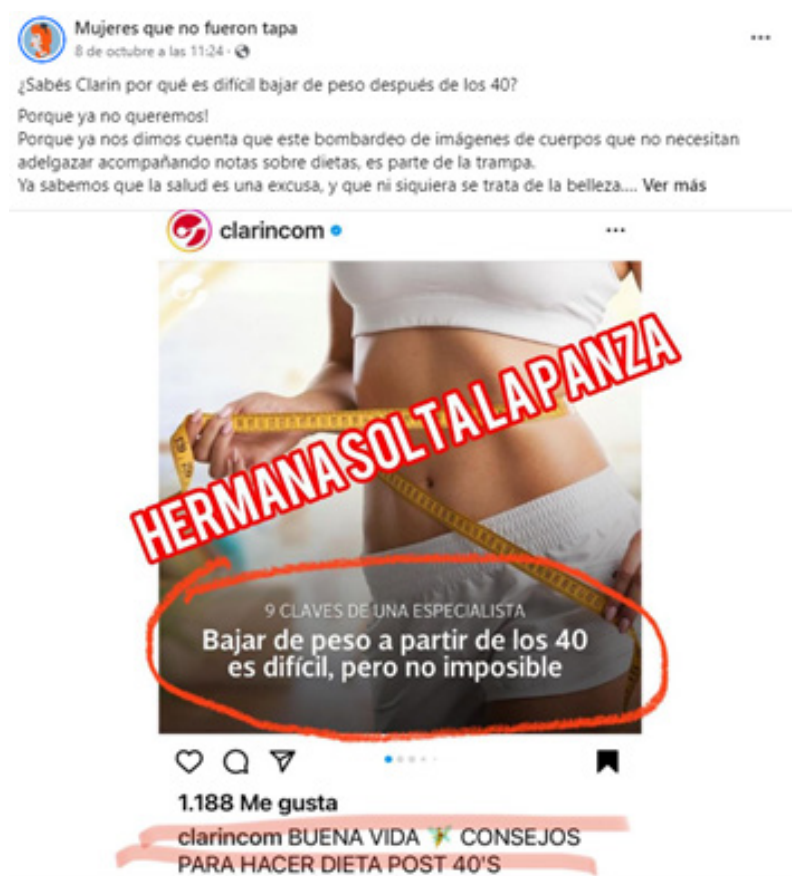 Mujeres que no fueron tapa
8 de octubre a las 11:24 ·
¿Sabés Clarin por qué es difícil bajar de peso después de los 40?
Porque ya no queremos!
Porque ya nos dimos cuenta que este bombardeo de imágenes de cuerpos que no necesitan
adelgazar acompañando notas sobre dietas, es parte de la trampa.
Ya sabemos que la salud es una excusa, y que ni siquiera se trata de la belleza.... Ver más
clarincom
HERMANA SOLTA LA PANZA
9 CLAVES DE UNA ESPECIALISTA
Bajar de peso a partir de los 40
es difícil, pero no imposible
1.188 Me gusta
clarincom BUENA VIDA CONSEJOS
PARA HACER DIETA POST 40'S